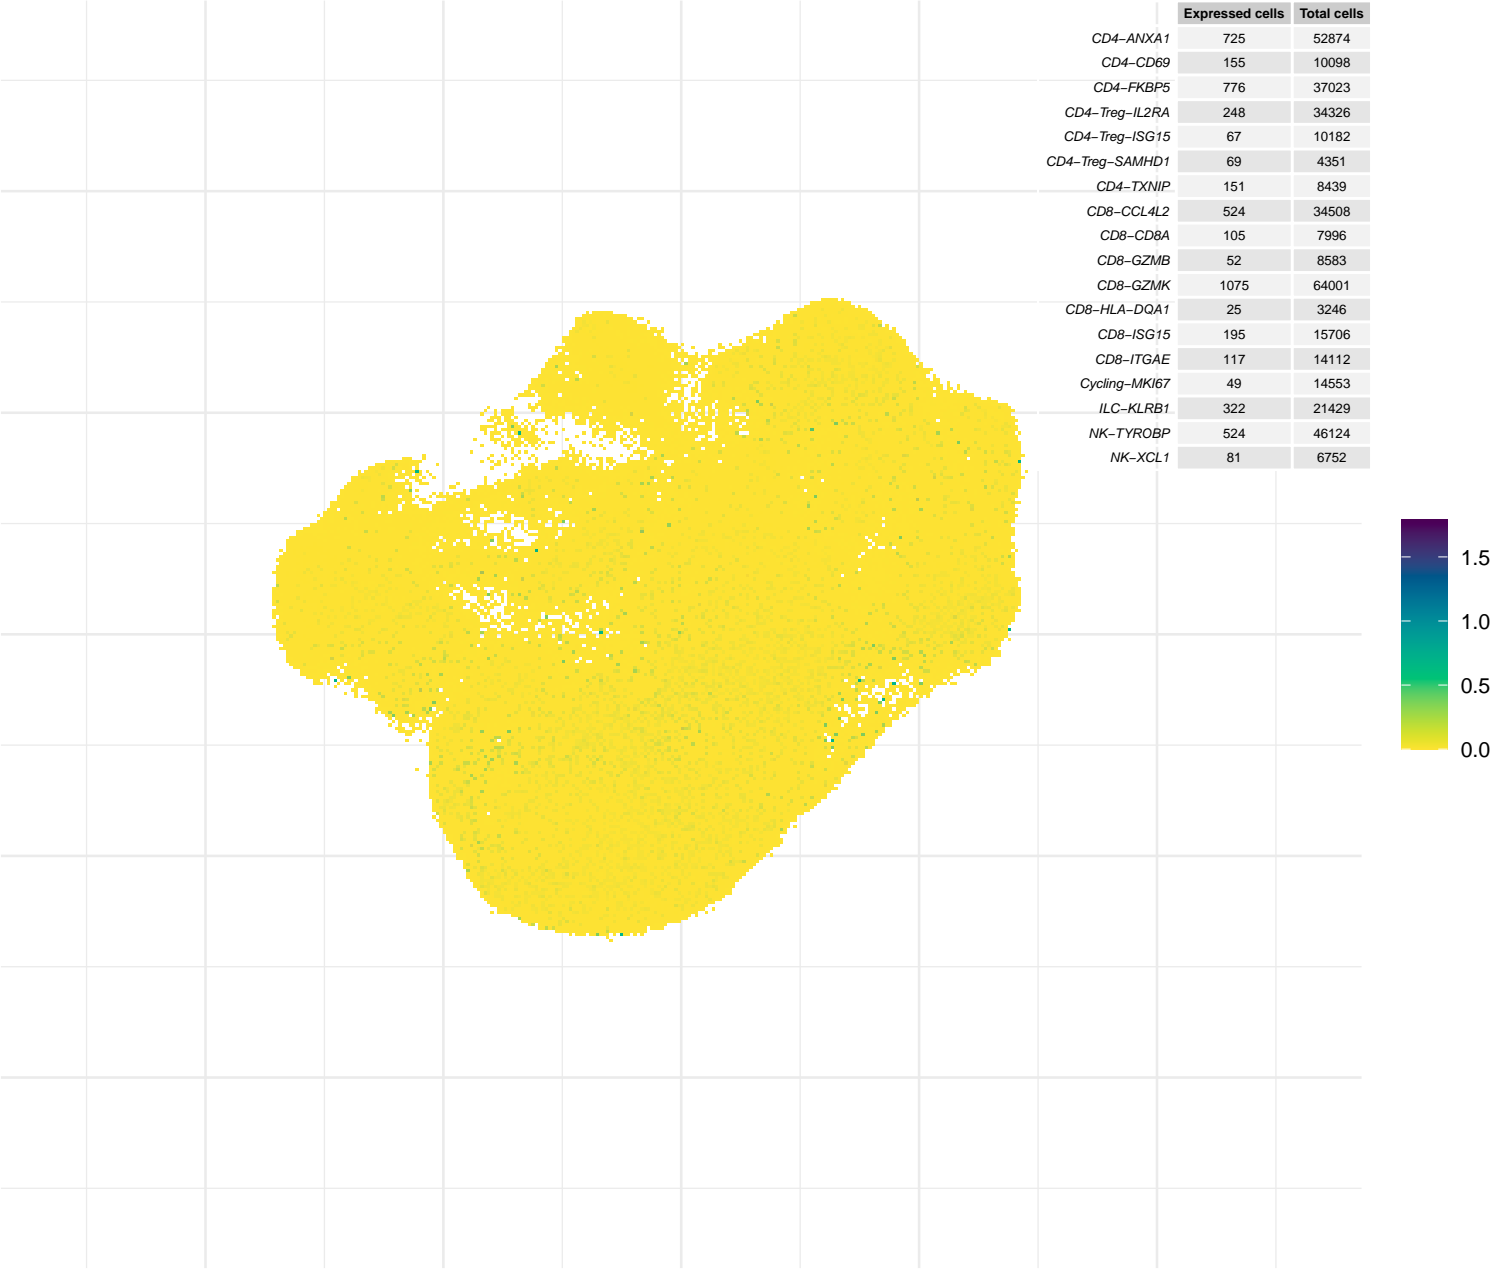 Expressed cells Total cells
CD4−ANXA1 725 52874
CD4−CD69 155 10098
CD4−FKBP5 776 37023
CD4−Treg−IL2RA 248 34326
CD4−Treg−ISG15 67 10182
CD4−Treg−SAMHD1 69 4351
CD4−TXNIP 151 8439
CD8−CCL4L2 524 34508
CD8−CD8A 105 7996
CD8−GZMB 52 8583
CD8−GZMK 1075 64001
CD8−HLA−DQA1 25 3246
CD8−ISG15 195 15706
CD8−ITGAE 117 14112
Cycling−MKI67 49 14553
ILC−KLRB1 322 21429
NK−TYROBP 524 46124
NK−XCL1 81 6752
1.5
1.0
0.5
0.0